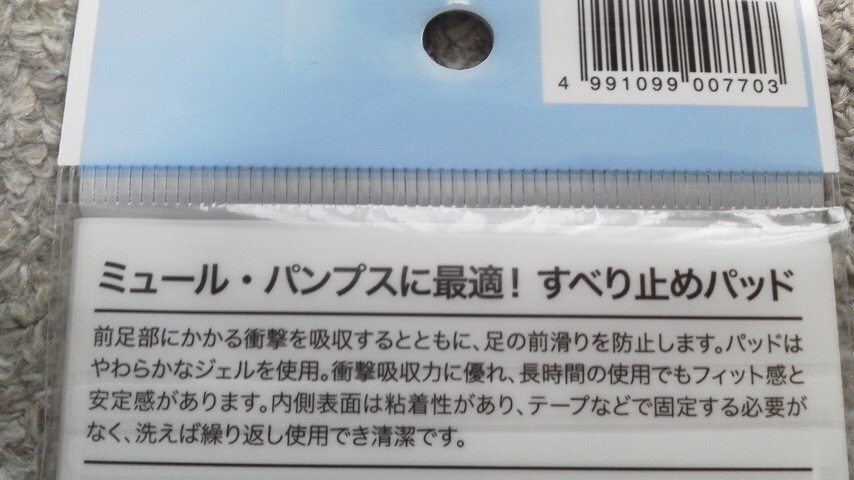 4 991099 007703
ミュール・パンプスに最適! すべり止めパッド
前足部にかかる衝撃を吸収するとともに、足の前滑りを防止します。パッドは
やわらかなジェルを使用。衝撃吸収力に優れ、長時間の使用でもフィット感と
安定感があります。内側表面は粘着性があり、テープなどで固定する必要が
なく、洗えば繰り返し使用でき清潔です。